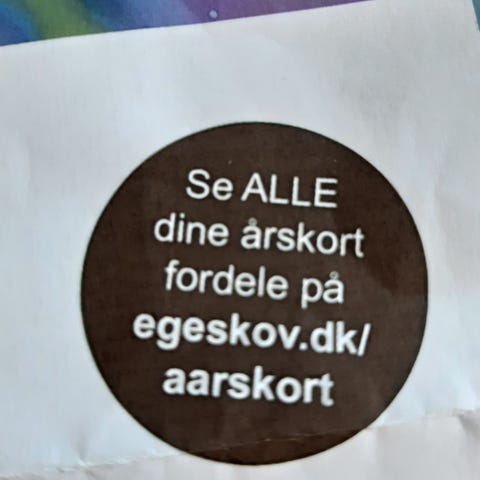 Se ALLE
dine årskort
fordele på
egeskov.dk/
aarskort